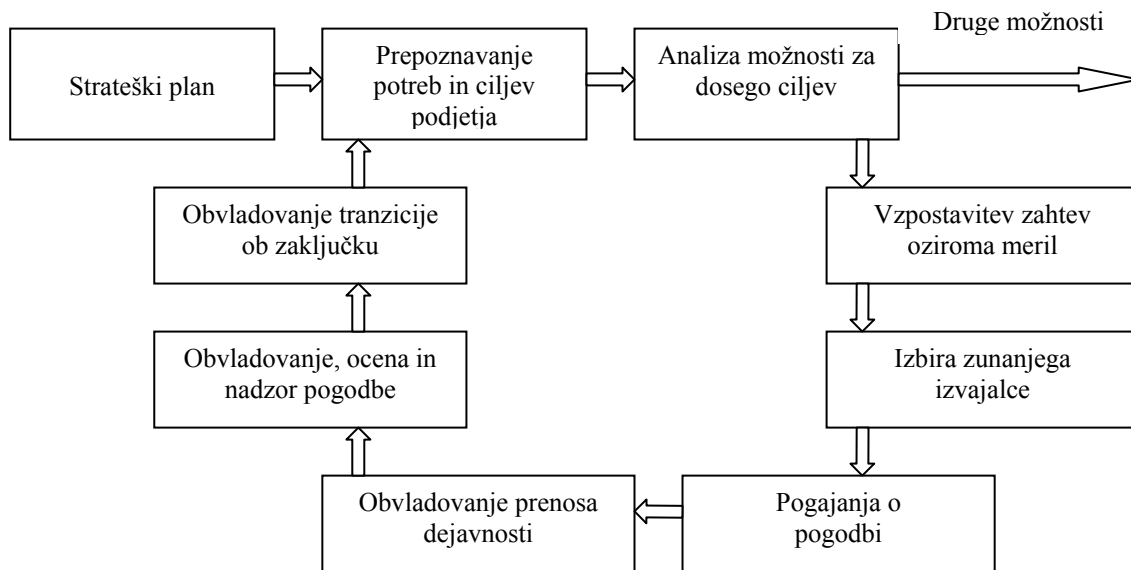 Druge možnosti
Strateški plan
Prepoznavanje
potreb in ciljev
podjetja
Analiza možnosti za
dosego ciljev
Vzpostavitev zahtev
oziroma meril
Izbira zunanjega
izvajalce
Pogajanja o
pogodbi
Obvladovanje prenosa
dejavnosti
Obvladovanje, ocena in
nadzor pogodbe
Obvladovanje tranzicije
ob zaključku